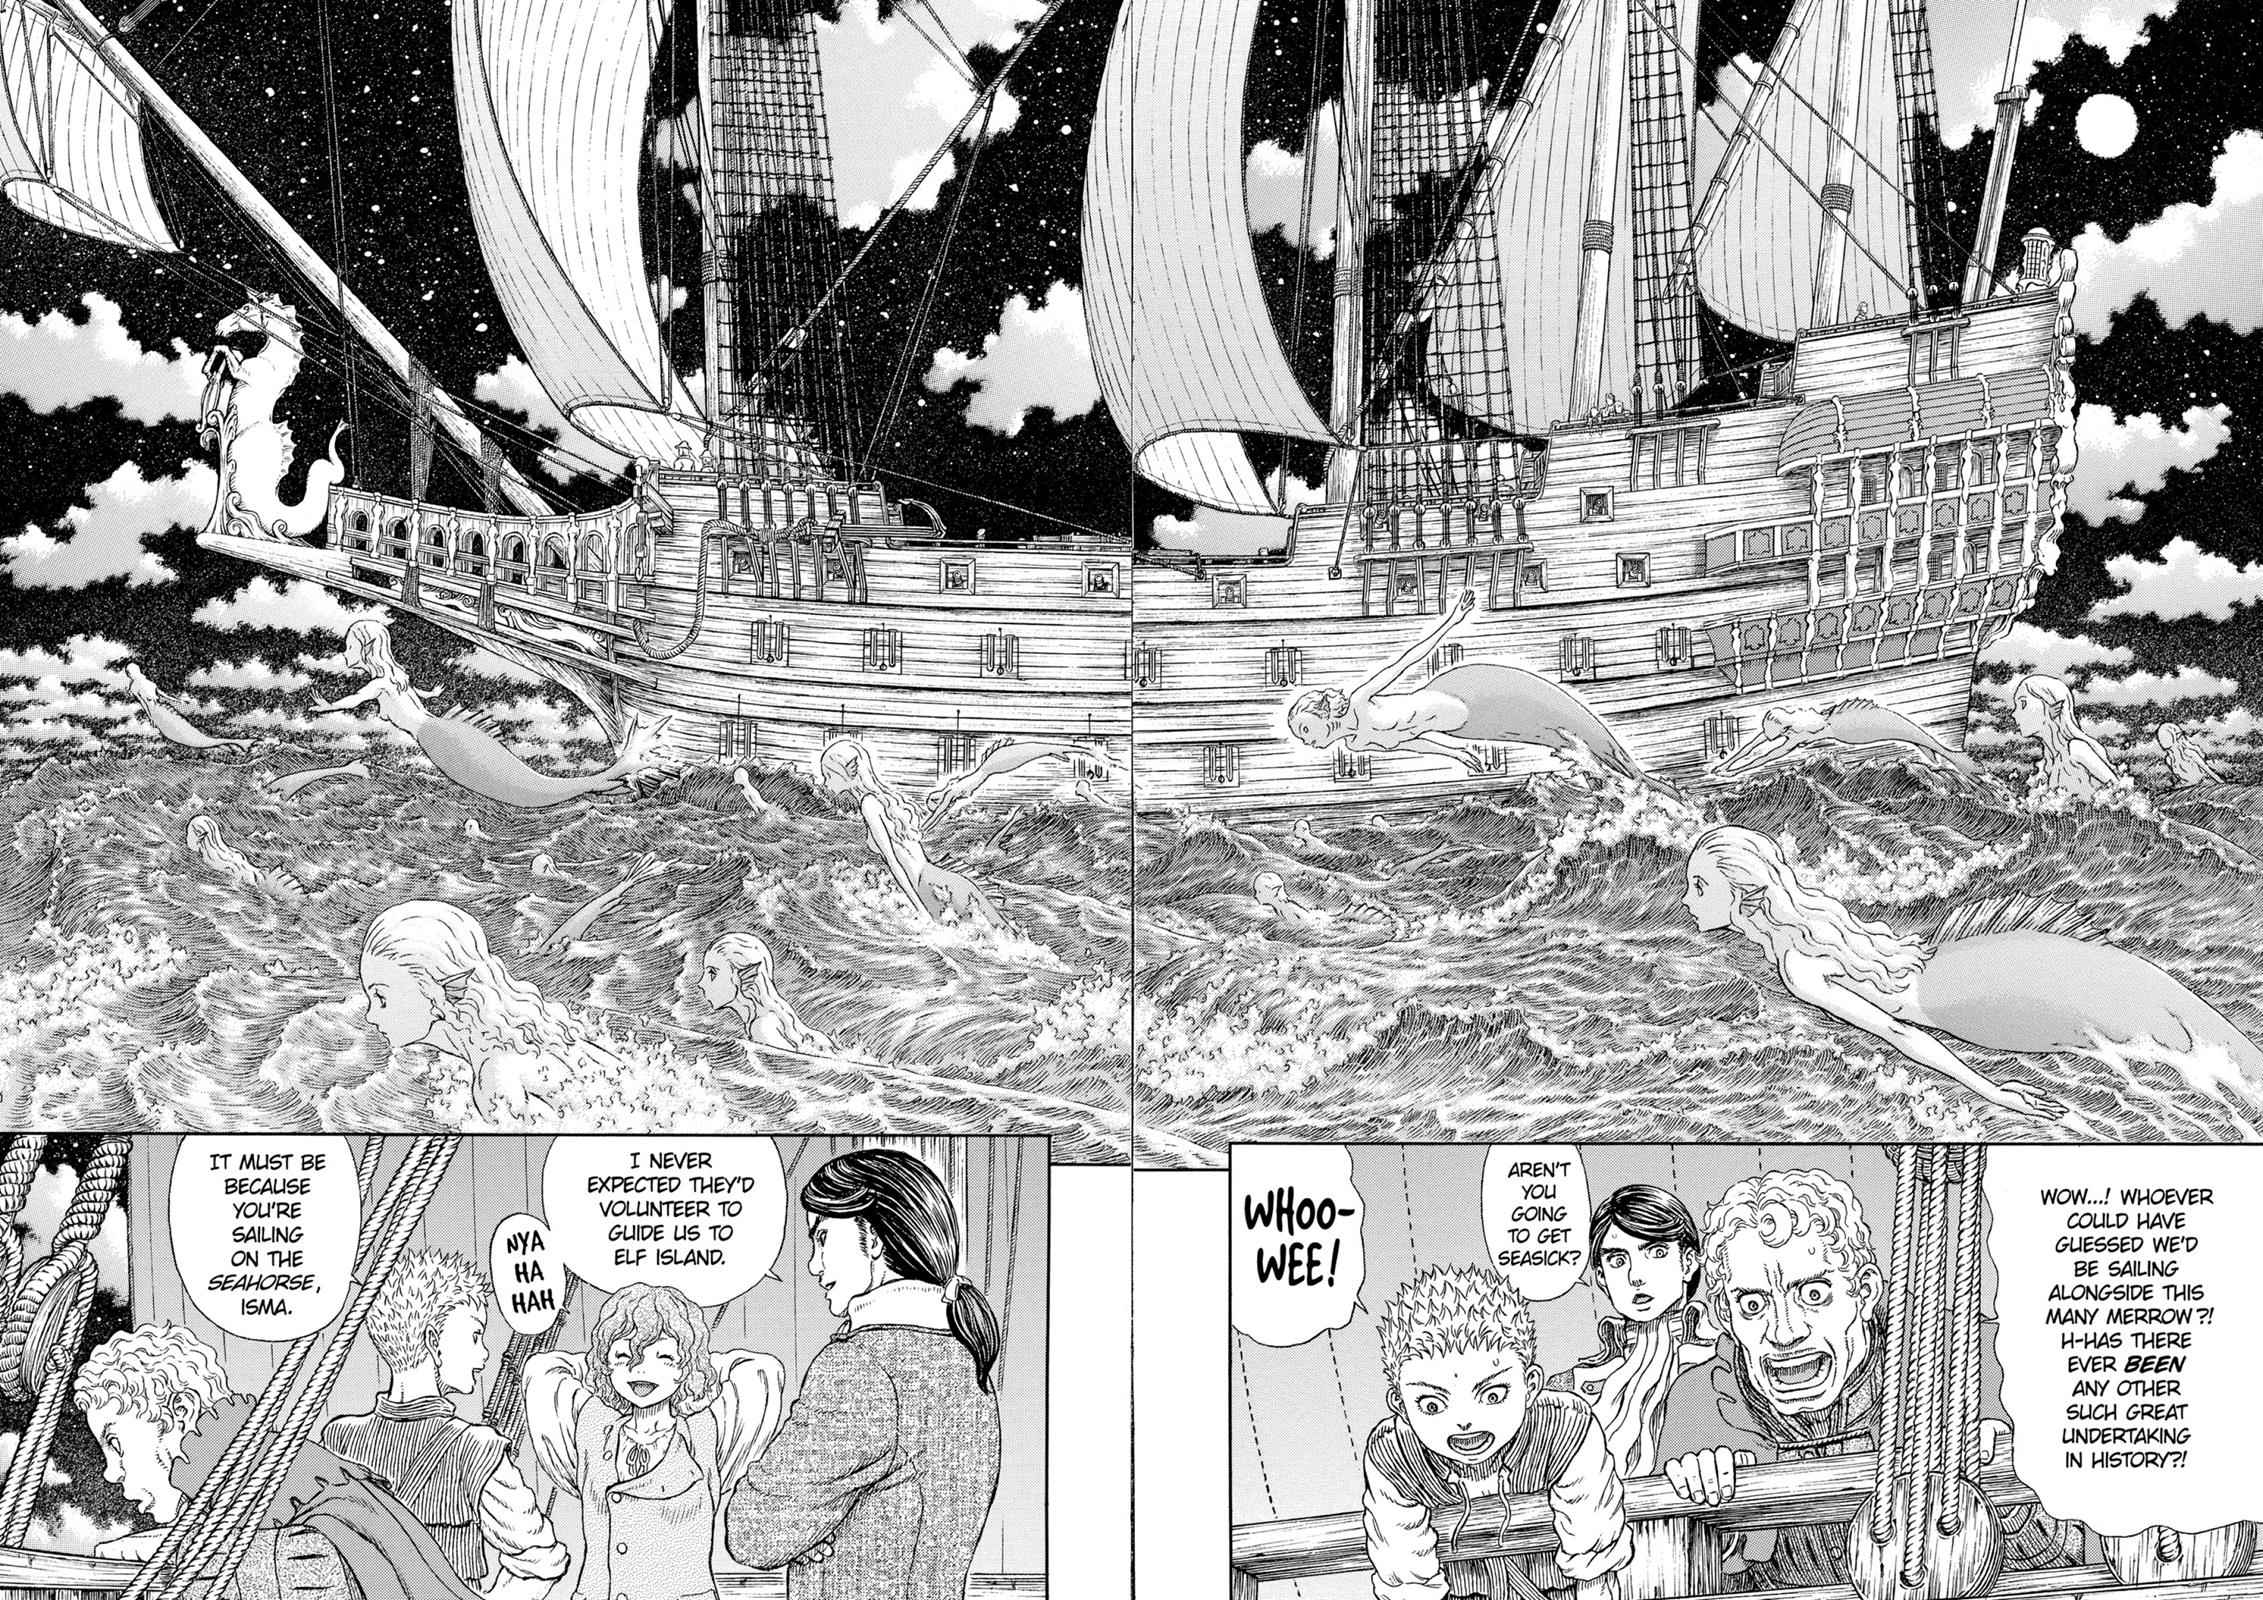 WOW...! WHOEVER
COULD HAVE
GUESSED WE'D
BE SAILING
ALONGSIDE THIS
MANY MERROW?!
H-HAS THERE
EVER BEEN
ANY OTHER
SUCH GREAT
UNDERTAKING
IN HISTORY?!
AREN'T
YOU
GOING
TO GET
SEASICK?
WHOO-
WEE!
I NEVER
EXPECTED THEY'D
VOLUNTEER TO
GUIDE US TO
ELF ISLAND.
NYA
HA
HAH
IT MUST BE
BECAUSE
YOU'RE
SAILING
ON THE
SEAHORSE,
ISMA.